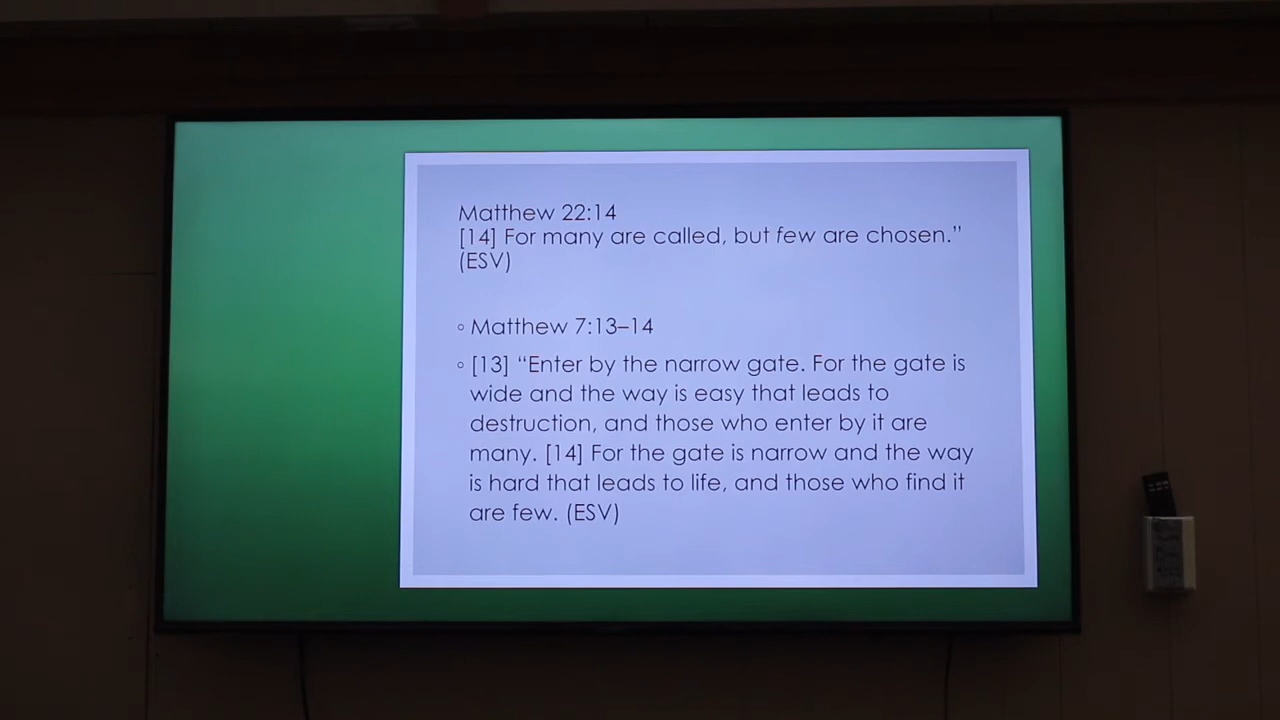 Matthew 22:14
[14] For many are called, but few are chosen.”
(ESV)
◦ Matthew 7:13–14
◦ [13] “Enter by the narrow gate. For the gate is
wide and the way is easy that leads to
destruction, and those who enter by it are
many. [14] For the gate is narrow and the way
is hard that leads to life, and those who find it
are few. (ESV)